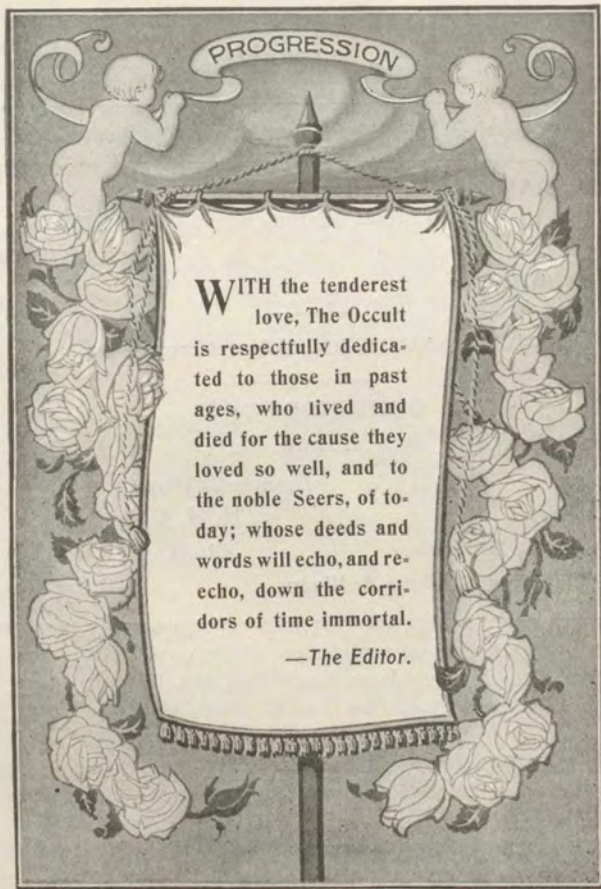 PROGRESSION
WITH the tenderest
love, The Occult
is respectfully dedica=
ted to those in past
ages, who lived and
died for the cause they
loved so well, and to
the noble Seers, of to=
day; whose deeds and
words will echo, and re=
echo, down the corri=
dors of time immortal.
—The Editor.